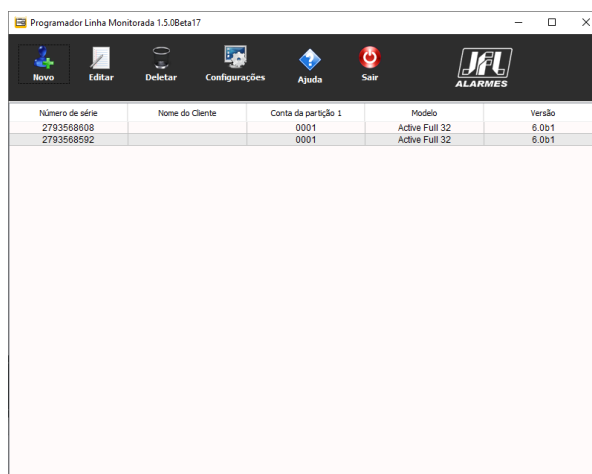 Programador Linha Monitorada 1.5.0Beta17
Novo Editar Deletar Configurações Ajuda Sair JFL ALARMES
Número de série Nome do Cliente Conta da partição 1 Modelo Versão
2793568608 0001 Active Full 32 6.0b1
2793568592 0001 Active Full 32 6.0b1